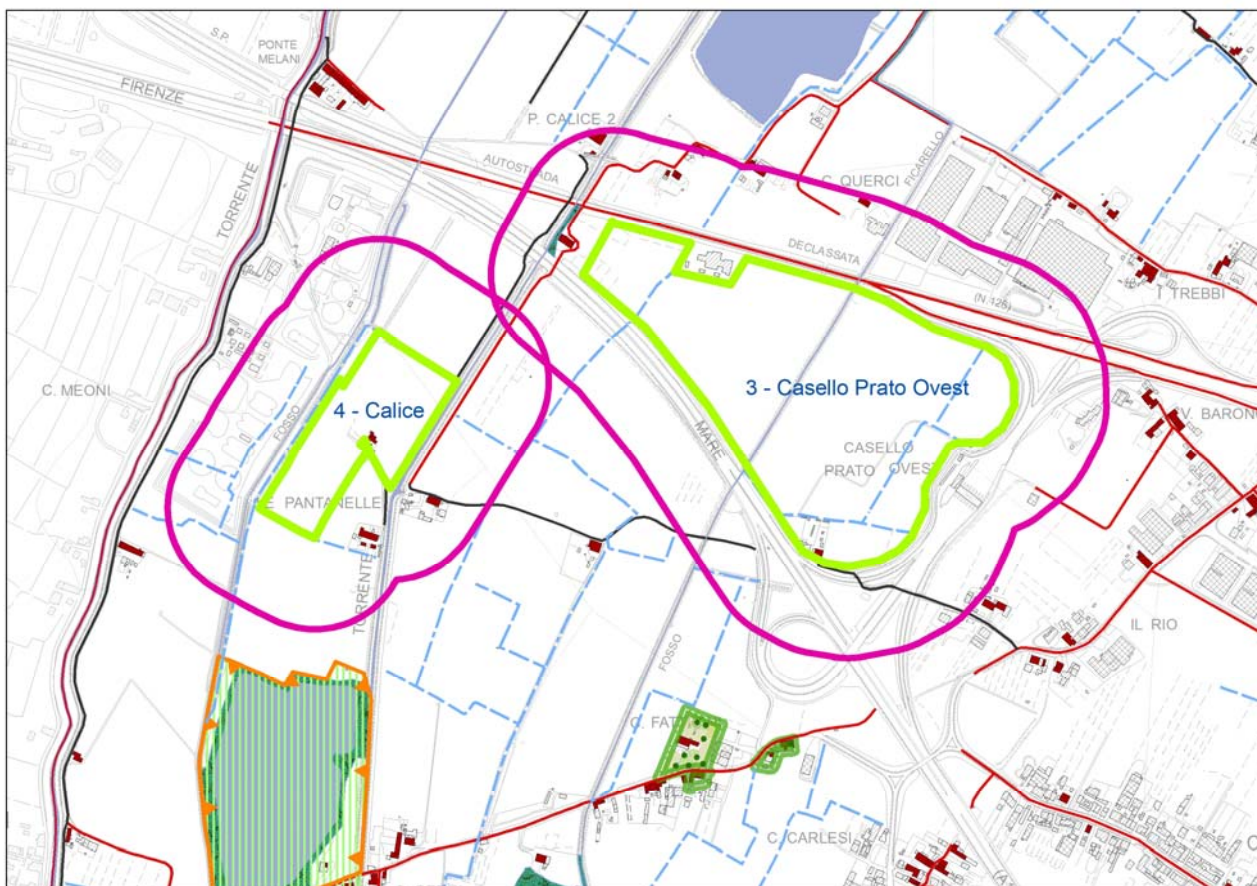 S.P.
PONTE
MELANI
FIRENZE
P. CALICE 2
TORRENTE
AUTOSTRADA
C. QUERCI
FICARELLO
DECLASSATA
(N.126)
I TREBBI
C. MEONI
FOSSO
4 - Calice
3 - Casello Prato Ovest
MARE
V. BARONI
CASELLO
PRATO OVEST
E PANTANELLE
TORRENTE
IL RIO
FOSSO
C. FAT
C. CARLESI